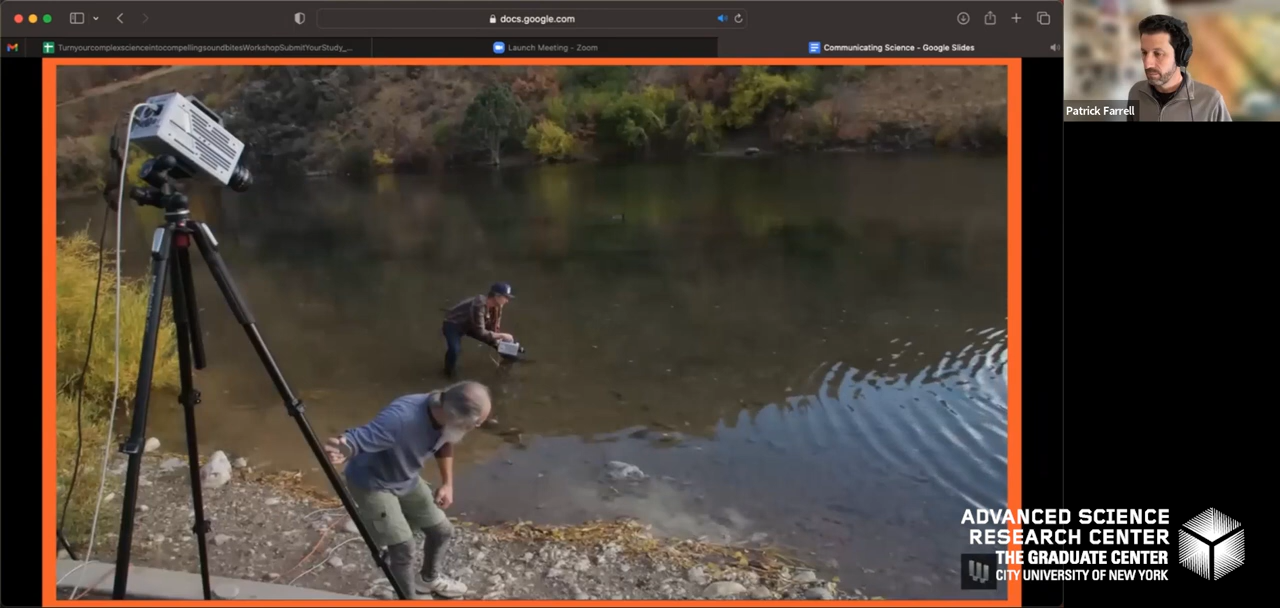 docs.google.com
TurnyourcomplexscienceintocompellingsoundbitesWorkshopSubmitYourStudy_...
Launch Meeting - Zoom
Communicating Science - Google Slides
Patrick Farrell
ADVANCED SCIENCE
RESEARCH CENTER
THE GRADUATE CENTER
CITY UNIVERSITY OF NEW YORK